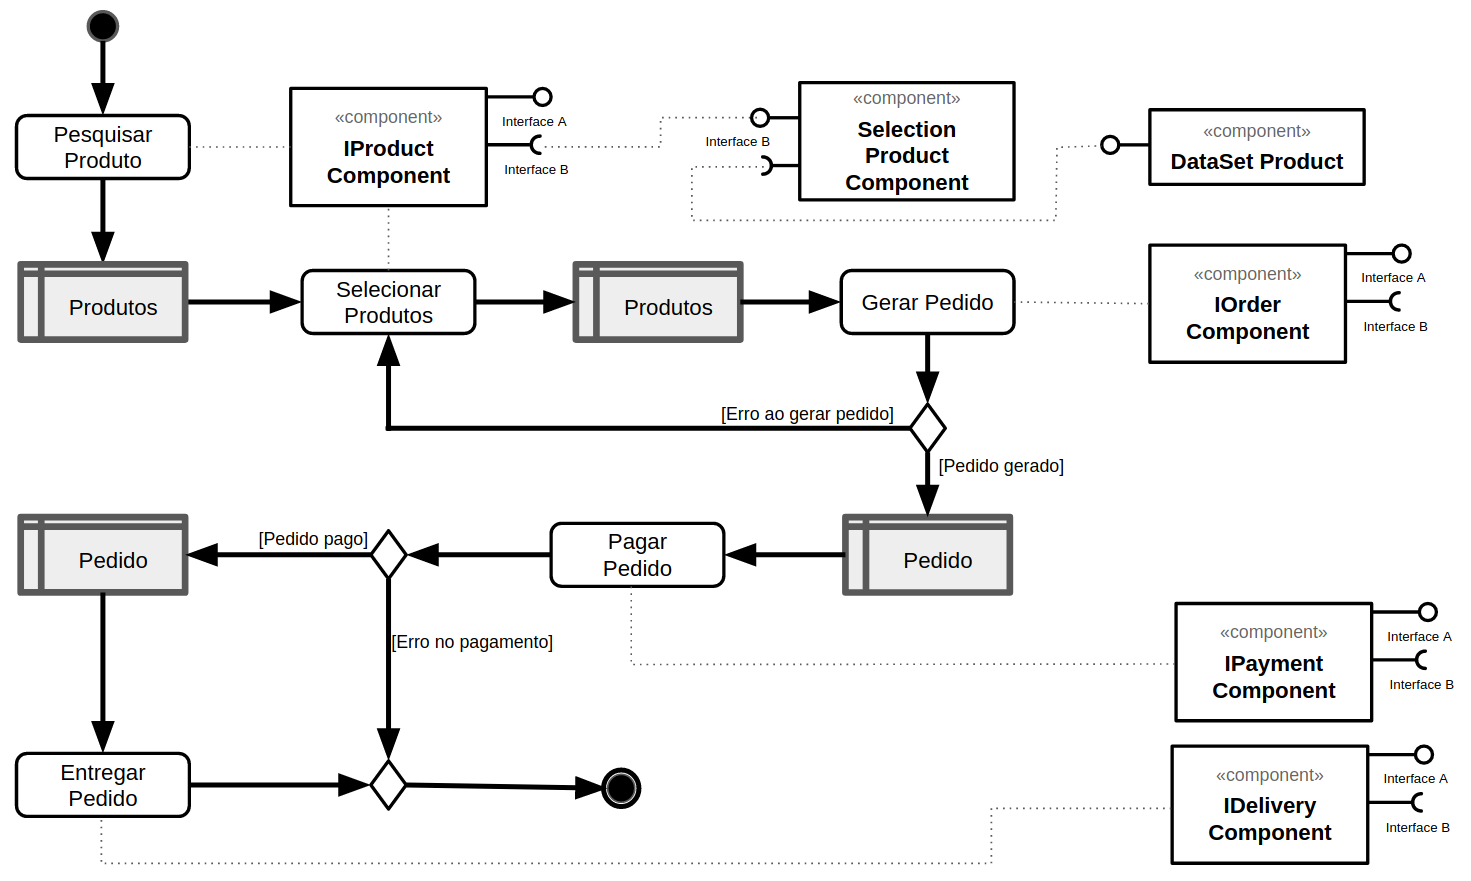 Pesquisar
Produto
«component»
IProduct
Component
Interface A
Interface B
Interface B
«component»
Selection
Product
Component
«component»
DataSet Product
Produtos
Selecionar
Produtos
Produtos
Gerar Pedido
«component»
IOrder
Component
Interface A
Interface B
[Erro ao gerar pedido]
[Pedido gerado]
Pedido
[Pedido pago]
Pagar
Pedido
Pedido
[Erro no pagamento]
«component»
IPayment
Component
Interface A
Interface B
Entregar
Pedido
«component»
IDelivery
Component
Interface A
Interface B